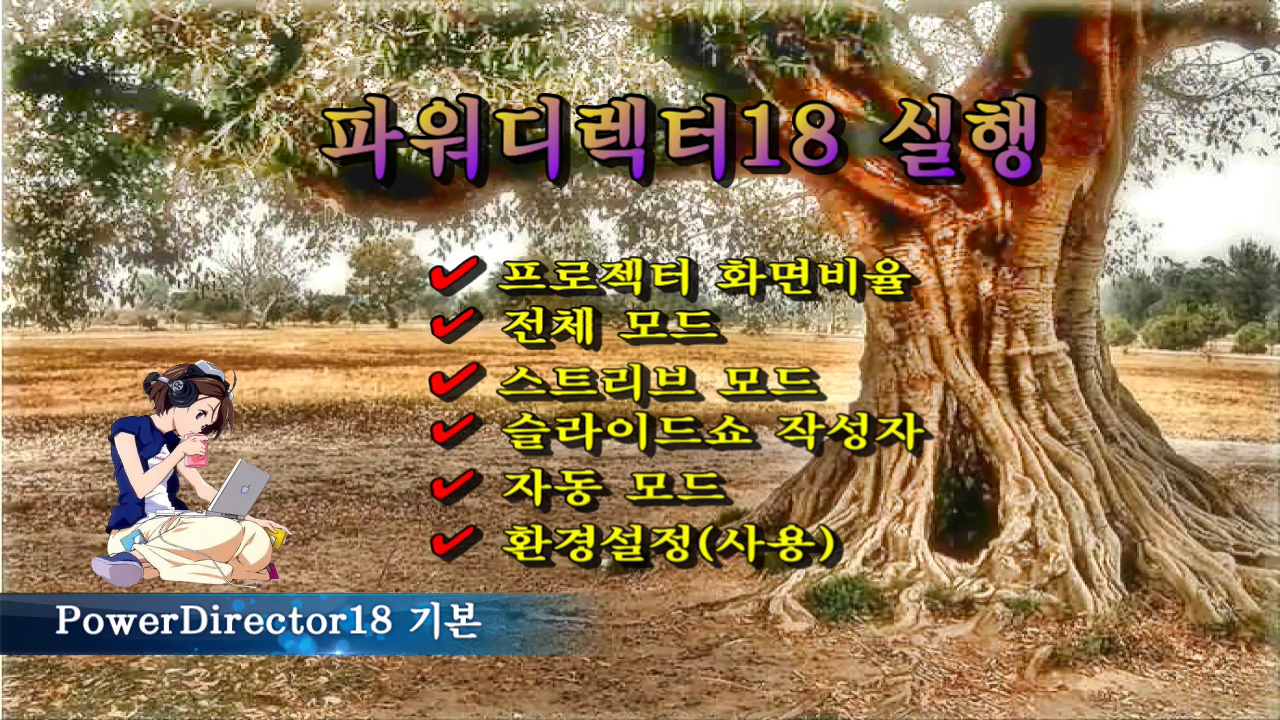 파워디렉터18 실행
✔ 프로젝터 화면비율
✔ 전체 모드
✔ 스트리브 모드
✔ 슬라이드쇼 작성자
✔ 자동 모드
✔ 환경설정(사용)
PowerDirector18 기본